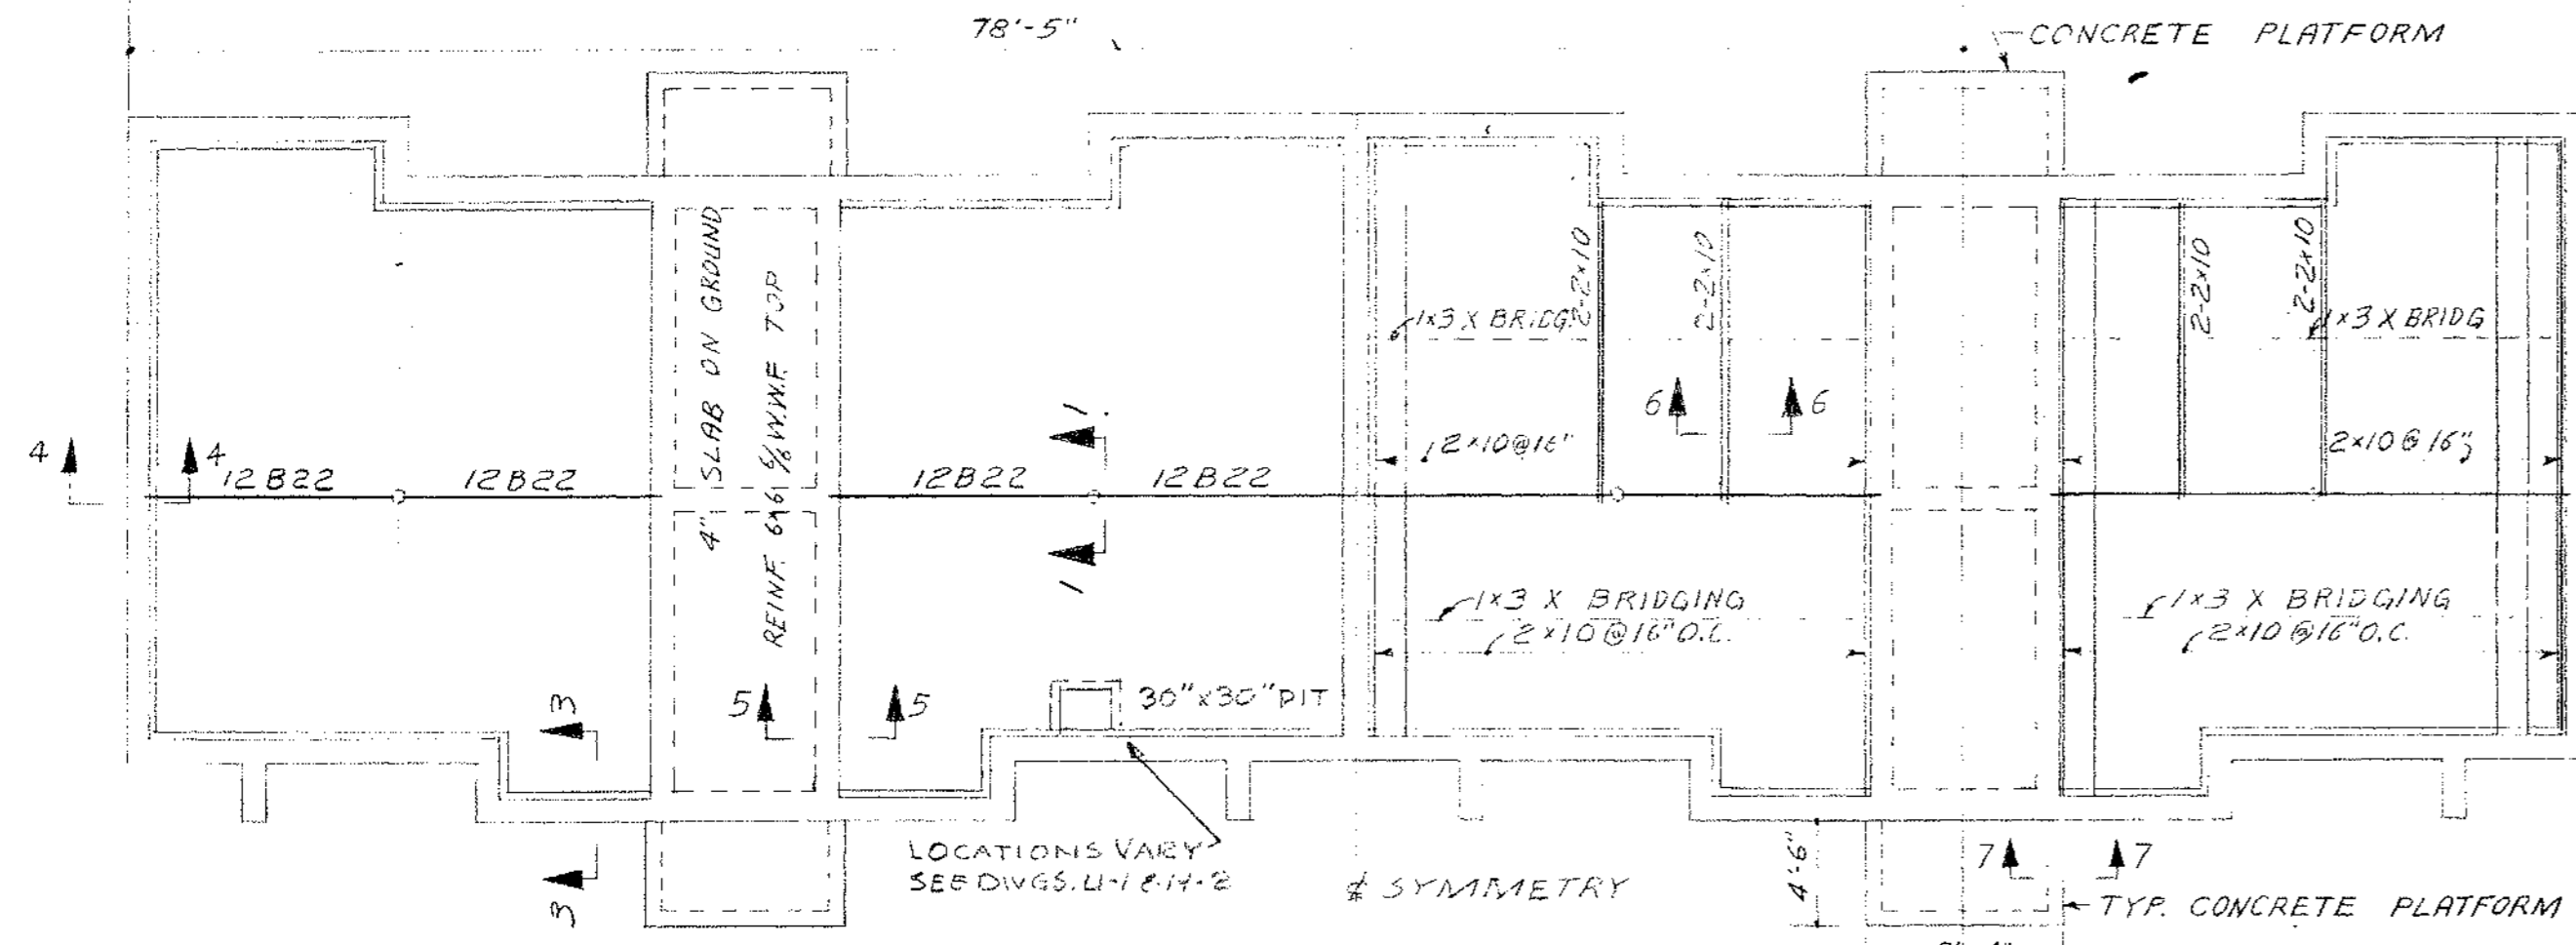 78'-5"
CONCRETE PLATFORM
4" SLAB ON GROUND
REINF. 6x6 6/6 W.W.F. TOP
2-2x10
2-2x10
2-2x10
2-2x10
1x3 X BRIDG.
1x3 X BRIDG
1
6
6
4
4
12B22
12B22
12B22
12B22
2x10@16"
2x10@16"
1
1x3 X BRIDGING
2x10@16"O.C.
1x3 X BRIDGING
2x10@16"O.C.
3
5
5
30"x30" PIT
LOCATIONS VARY
SEE DWGS.
3
℄ SYMMETRY
4'-6"
7
7
TYP. CONCRETE PLATFORM